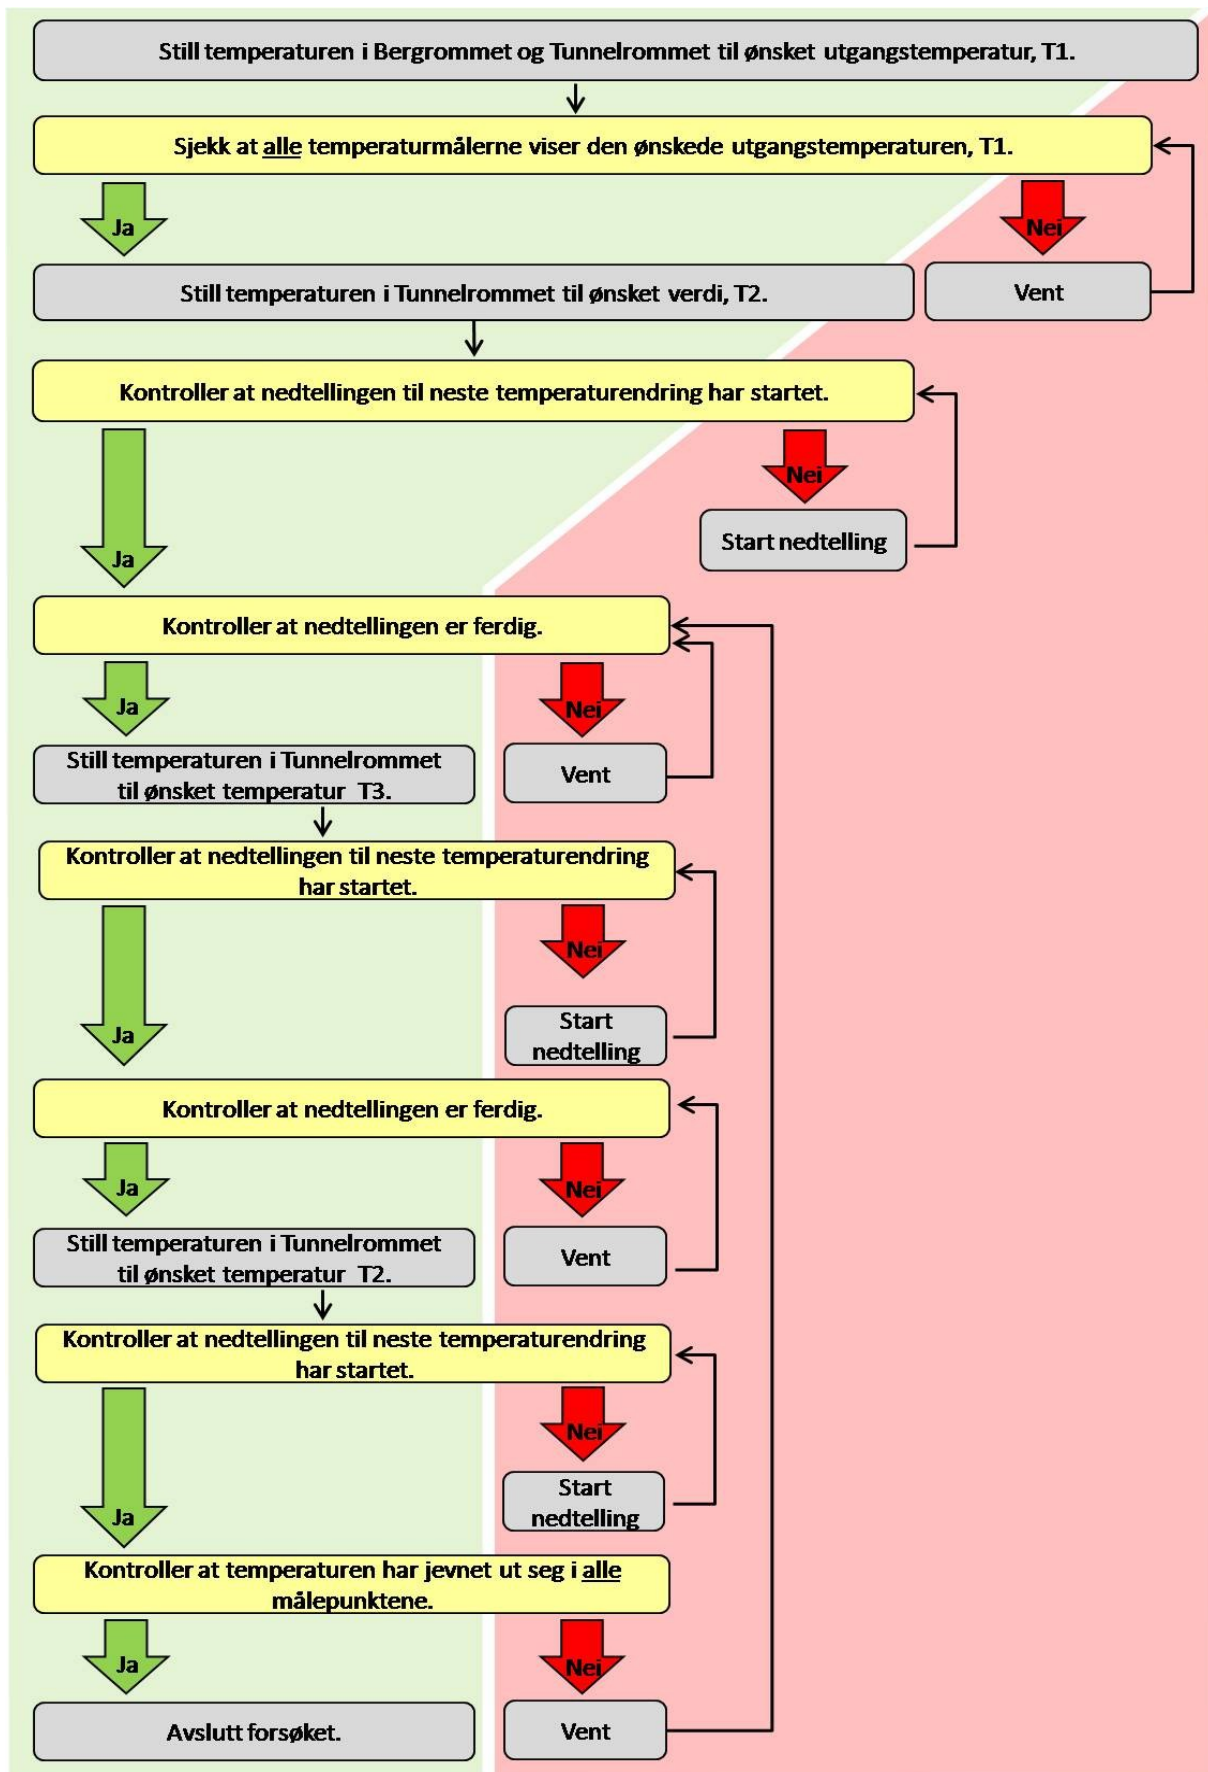 Still temperaturen i Bergrommet og Tunnelrommet til ønsket utgangstemperatur, T1.
Sjekk at alle temperaturmålerne viser den ønskede utgangstemperaturen, T1.
Ja
Nei
Still temperaturen i Tunnelrommet til ønsket verdi, T2.
Vent
Kontroller at nedtellingen til neste temperaturendring har startet.
Nei
Start nedtelling
Ja
Kontroller at nedtellingen er ferdig.
Ja
Nei
Still temperaturen i Tunnelrommet
til ønsket temperatur T3.
Vent
Kontroller at nedtellingen til neste temperaturendring
har startet.
Nei
Ja
Start
nedtelling
Kontroller at nedtellingen er ferdig.
Ja
Nei
Still temperaturen i Tunnelrommet
til ønsket temperatur T2.
Vent
Kontroller at nedtellingen til neste temperaturendring
har startet.
Nei
Start
nedtelling
Ja
Kontroller at temperaturen har jevnet ut seg i alle
målepunktene.
Ja
Nei
Avslutt forsøket.
Vent